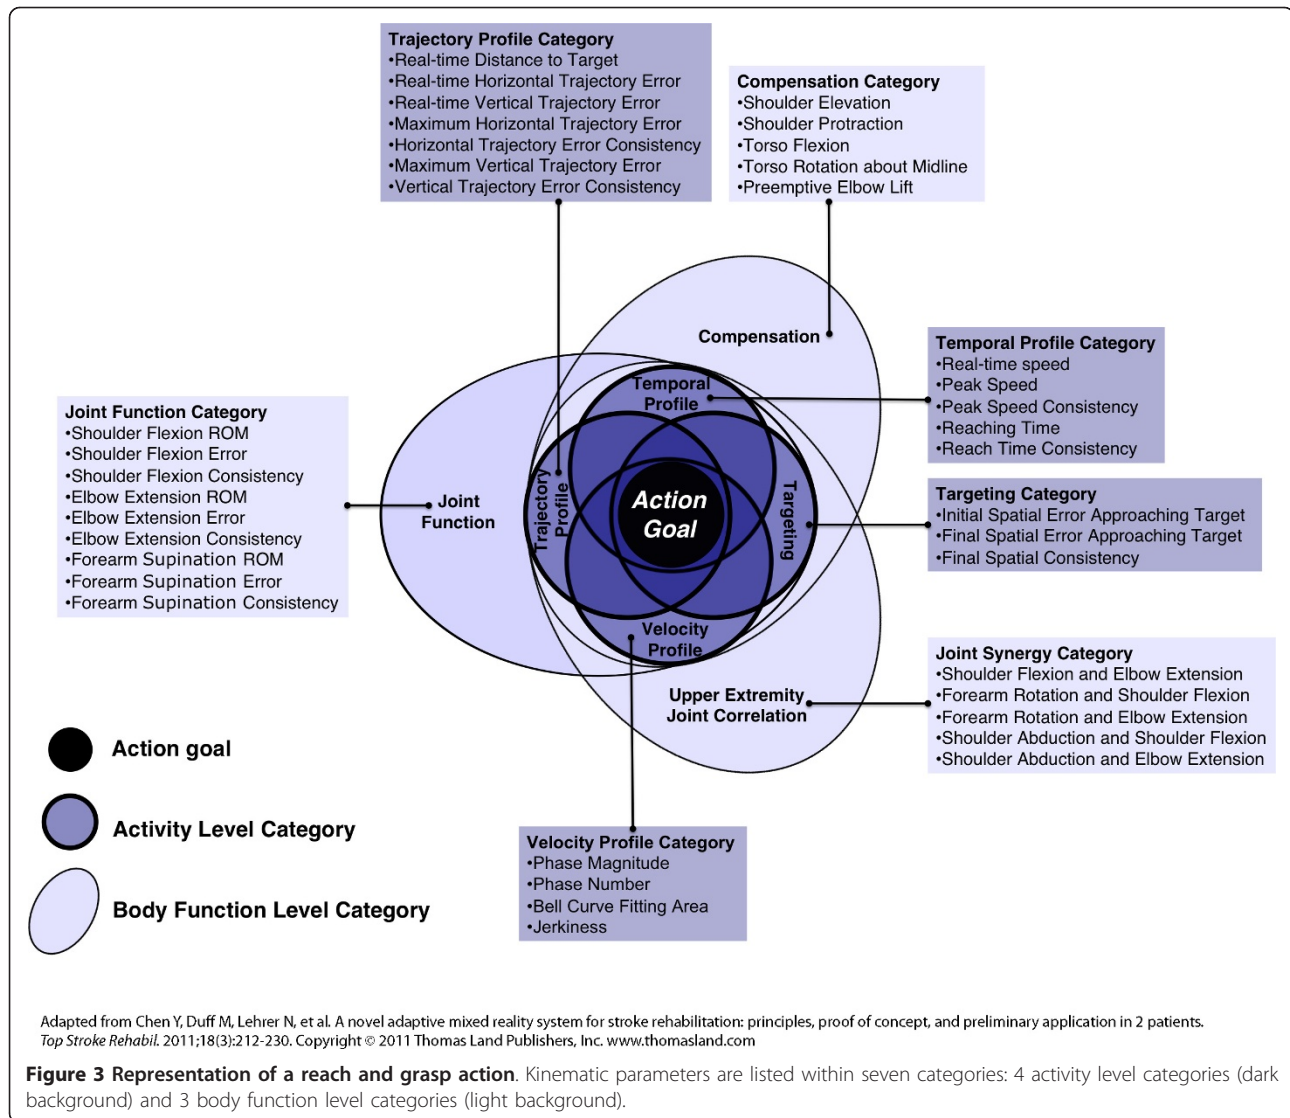 Trajectory Profile Category
•Real-time Distance to Target
•Real-time Horizontal Trajectory Error
•Real-time Vertical Trajectory Error
•Maximum Horizontal Trajectory Error
•Horizontal Trajectory Error Consistency
•Maximum Vertical Trajectory Error
•Vertical Trajectory Error Consistency
Compensation Category
•Shoulder Elevation
•Shoulder Protraction
•Torso Flexion
•Torso Rotation about Midline
•Preemptive Elbow Lift
Compensation
Temporal Profile Category
•Real-time speed
•Peak Speed
•Peak Speed Consistency
•Reaching Time
•Reach Time Consistency
Temporal
Profile
Joint Function Category
•Shoulder Flexion ROM
•Shoulder Flexion Error
•Shoulder Flexion Consistency
•Elbow Extension ROM
•Elbow Extension Error
•Elbow Extension Consistency
•Forearm Supination ROM
•Forearm Supination Error
•Forearm Supination Consistency
Joint
Function
Trajectory
Profile
Action
Goal
Targeting
Targeting Category
•Initial Spatial Error Approaching Target
•Final Spatial Error Approaching Target
•Final Spatial Consistency
Velocity
Profile
Upper Extremity
Joint Correlation
Joint Synergy Category
•Shoulder Flexion and Elbow Extension
•Forearm Rotation and Shoulder Flexion
•Forearm Rotation and Elbow Extension
•Shoulder Abduction and Shoulder Flexion
•Shoulder Abduction and Elbow Extension
Action goal
Activity Level Category
Body Function Level Category
Velocity Profile Category
•Phase Magnitude
•Phase Number
•Bell Curve Fitting Area
•Jerkiness
Adapted from Chen Y, Duff M, Lehrer N, et al. A novel adaptive mixed reality system for stroke rehabilitation: principles, proof of concept, and preliminary application in 2 patients.
Top Stroke Rehabil. 2011;18(3):212-230. Copyright © 2011 Thomas Land Publishers, Inc. www.thomasland.com
Figure 3 Representation of a reach and grasp action. Kinematic parameters are listed within seven categories: 4 activity level categories (dark
background) and 3 body function level categories (light background).